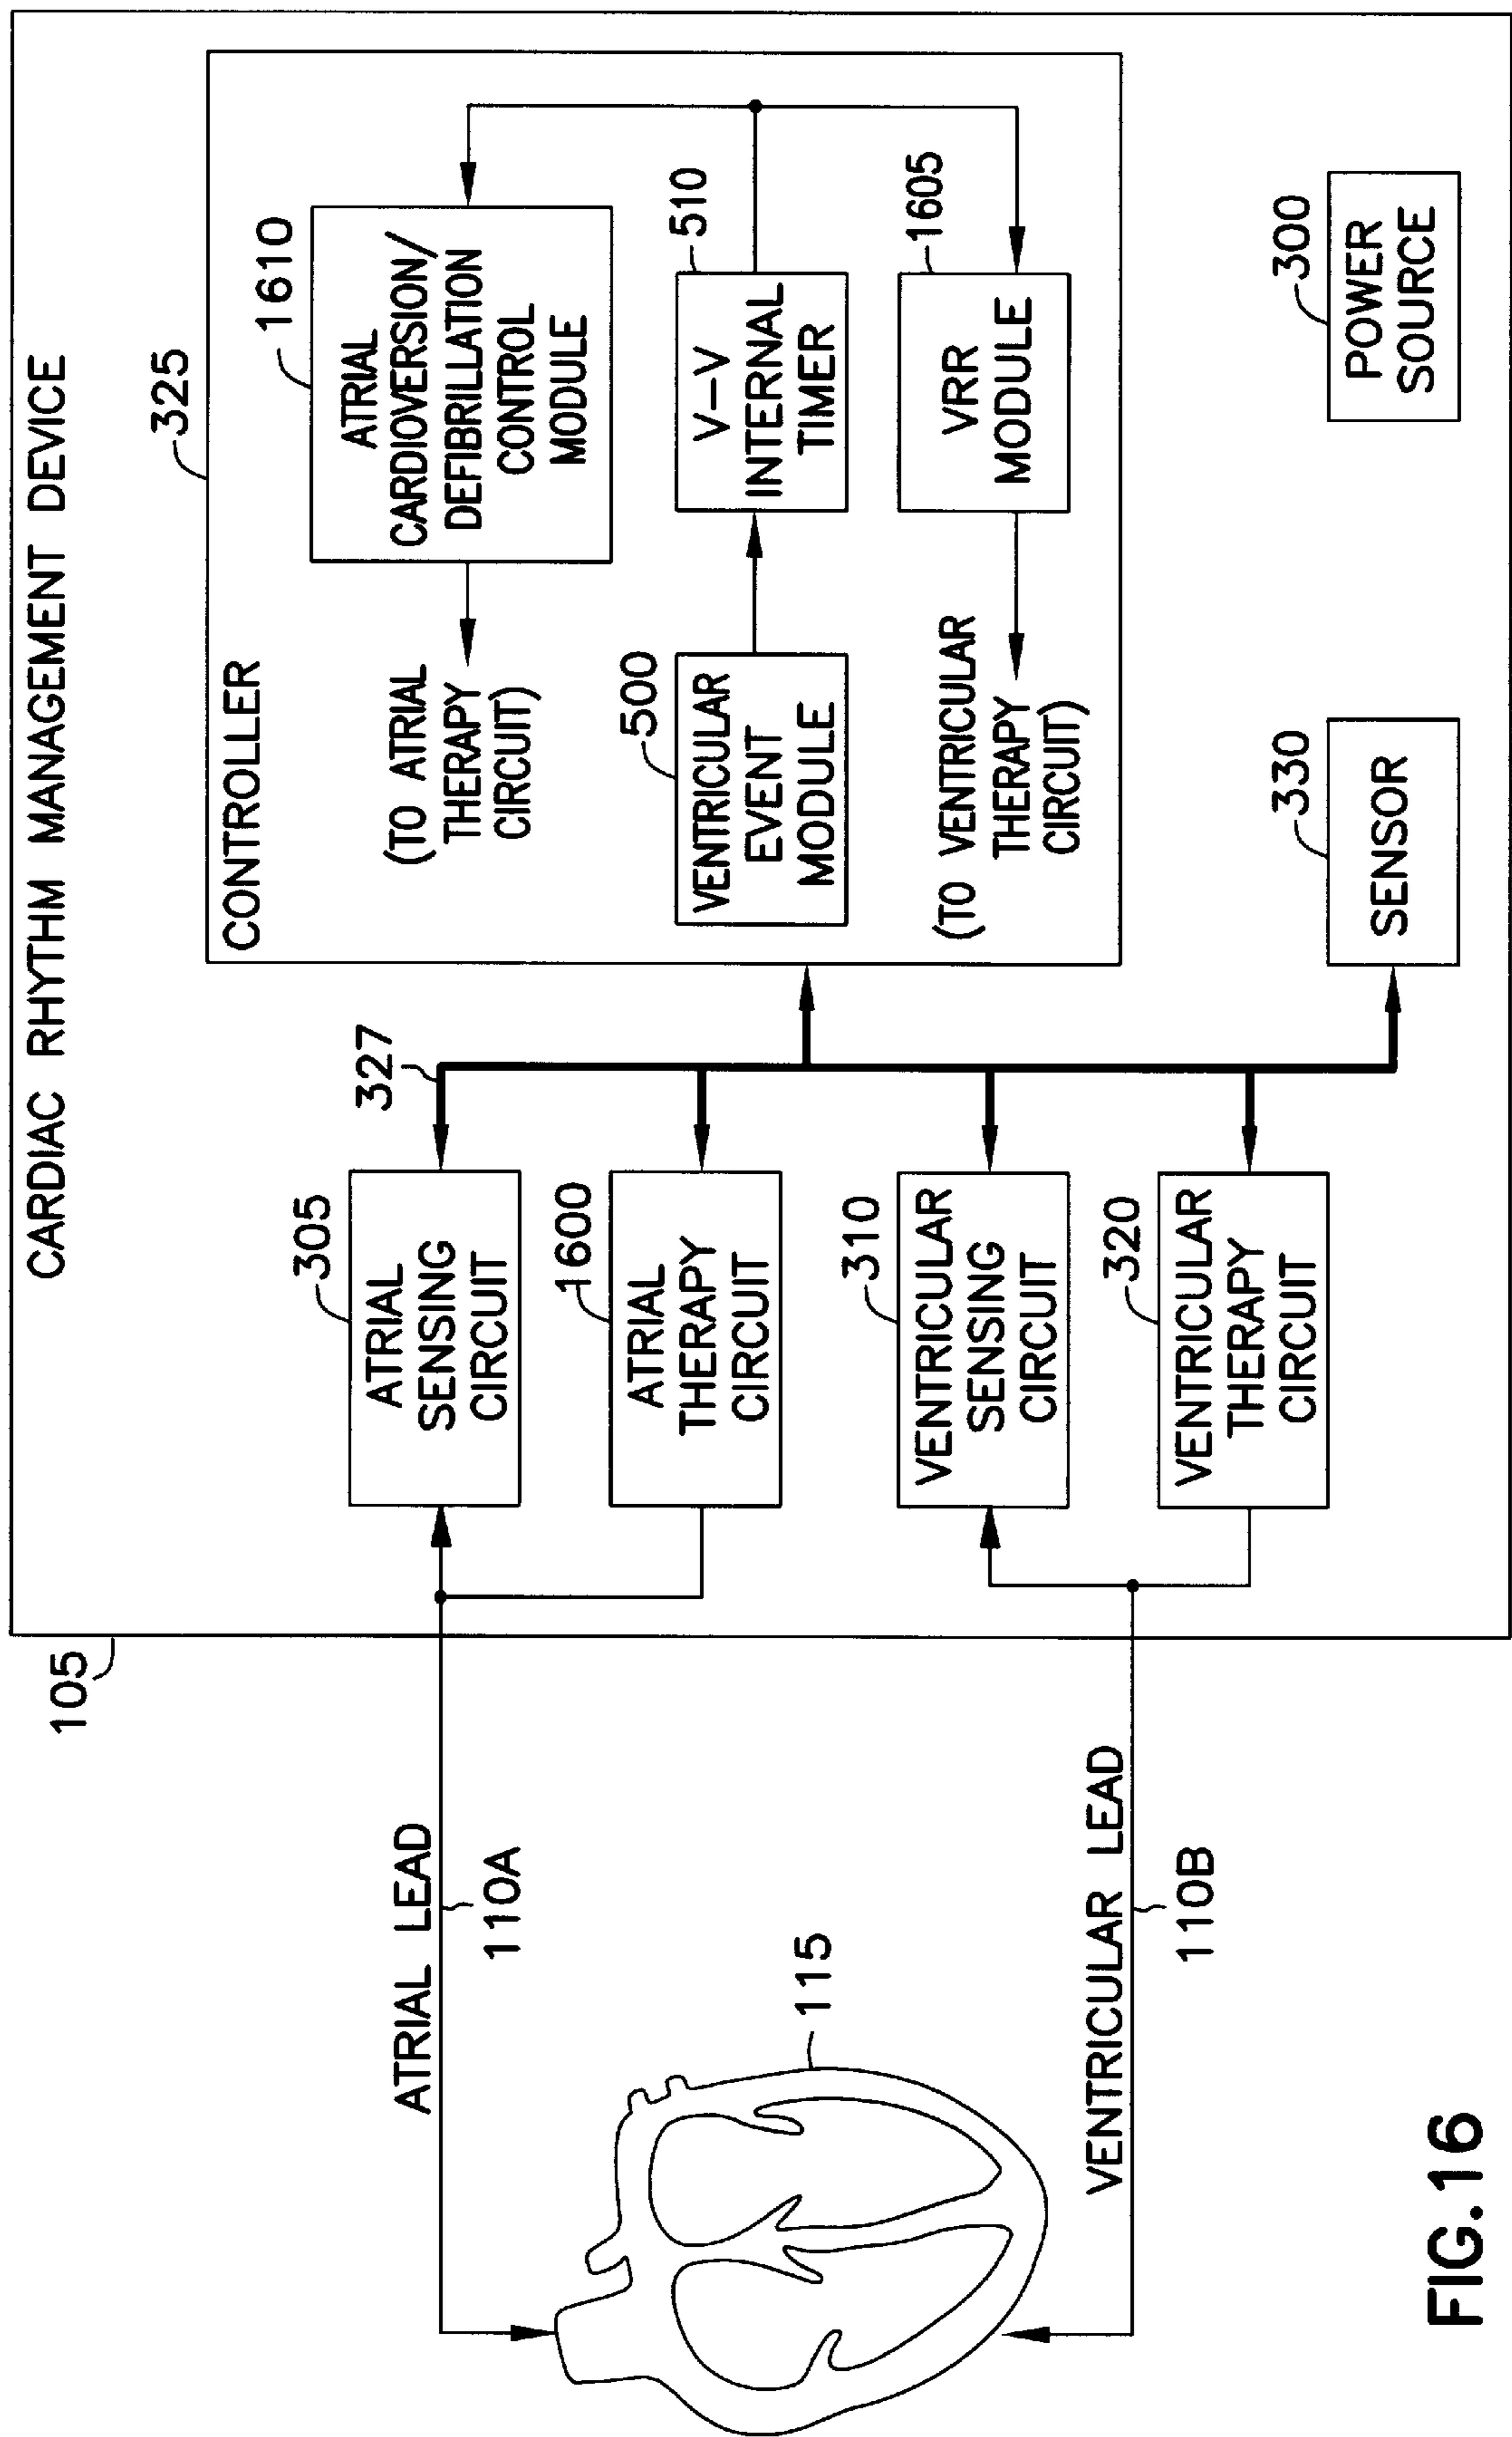 CARDIAC RHYTHM MANAGEMENT DEVICE
105
325
CONTROLLER
1610
ATRIAL
CARDIOVERSION/
DEFIBRILLATION
CONTROL
MODULE
(TO ATRIAL
THERAPY
CIRCUIT)
500
VENTRICULAR
EVENT
MODULE
510
V-V
INTERNAL
TIMER
1605
VRR
MODULE
(TO VENTRICULAR
THERAPY
CIRCUIT)
327
305
ATRIAL
SENSING
CIRCUIT
1600
ATRIAL
THERAPY
CIRCUIT
310
VENTRICULAR
SENSING
CIRCUIT
320
VENTRICULAR
THERAPY
CIRCUIT
330
SENSOR
300
POWER
SOURCE
ATRIAL LEAD
110A
115
VENTRICULAR LEAD
110B
FIG.16